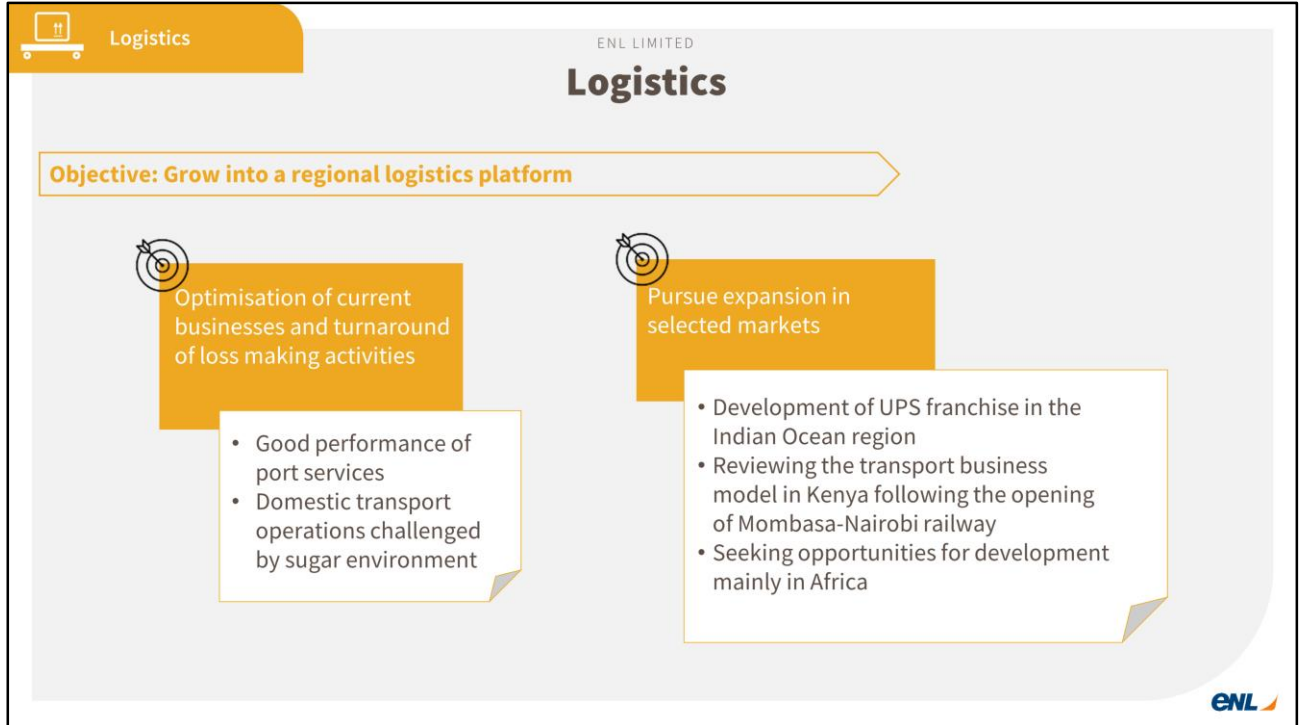 Logistics
ENL LIMITED
Logistics
Objective: Grow into a regional logistics platform
Optimisation of current
businesses and turnaround
of loss making activities
• Good performance of
port services
• Domestic transport
operations challenged
by sugar environment
Pursue expansion in
selected markets
• Development of UPS franchise in the
Indian Ocean region
• Reviewing the transport business
model in Kenya following the opening
of Mombasa-Nairobi railway
• Seeking opportunities for development
mainly in Africa
eNL